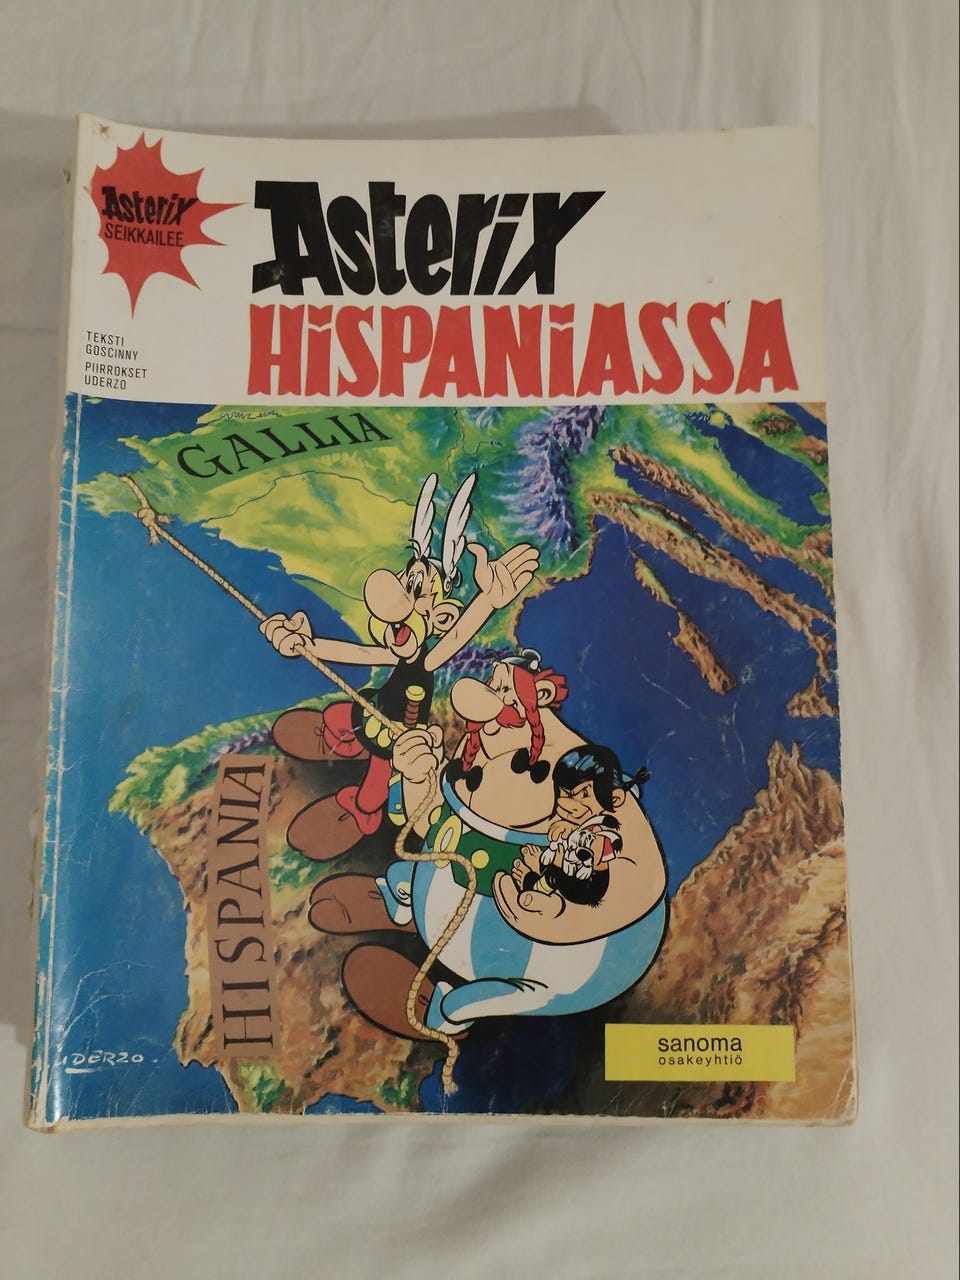 Asterix
SEIKKAILEE
Asterix
HiSPANiASSA
TEKSTI
GOSCINNY
PIIRROKSET
UDERZO
GALLIA
HISPANIA
UDERZO.
sanoma
osakeyhtiö